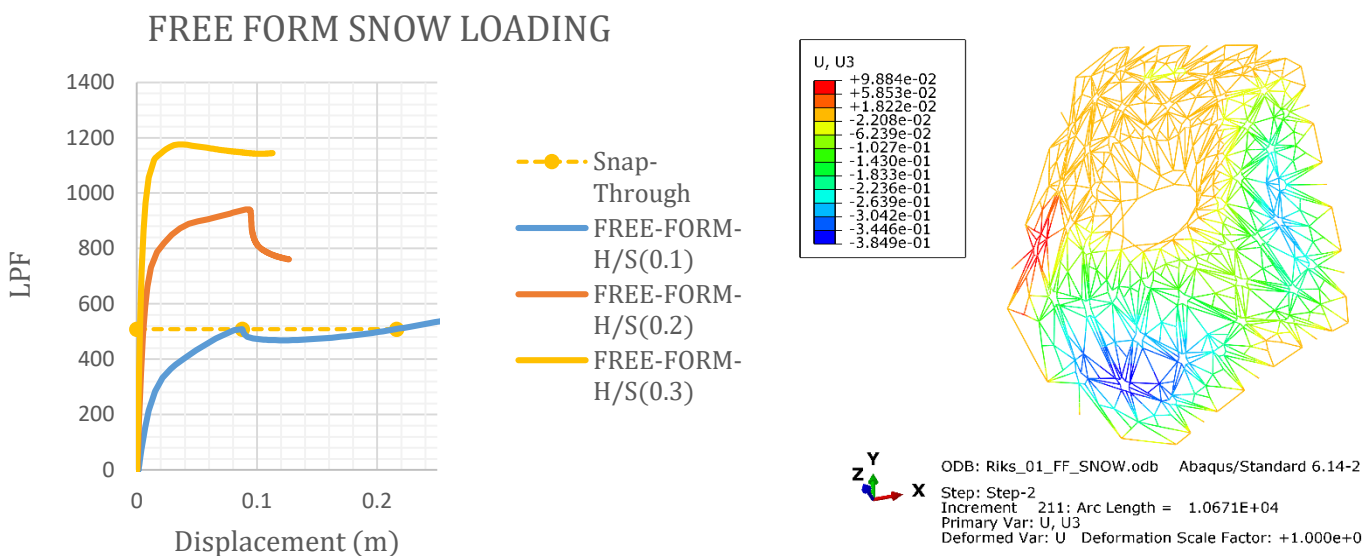 FREE FORM SNOW LOADING
1400
1200
1000
800
600
400
200
0
LPF
0
0.1
0.2
Displacement (m)
Snap-
Through
FREE-FORM-
H/S(0.1)
FREE-FORM-
H/S(0.2)
FREE-FORM-
H/S(0.3)
U, U3
+9.884e-02
+5.853e-02
+1.822e-02
-2.208e-02
-6.239e-02
-1.027e-01
-1.430e-01
-1.833e-01
-2.236e-01
-2.639e-01
-3.042e-01
-3.446e-01
-3.849e-01
Y
Z
X
ODB: Riks_01_FF_SNOW.odb Abaqus/Standard 6.14-2
Step: Step-2
Increment 211: Arc Length = 1.0671E+04
Primary Var: U, U3
Deformed Var: U Deformation Scale Factor: +1.000e+0